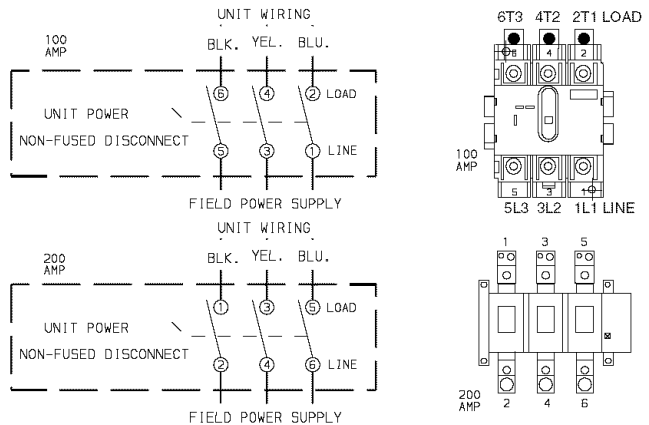 UNIT WIRING
100 AMP
BLK. YEL. BLU.
6 4 2 LOAD
UNIT POWER
NON-FUSED DISCONNECT
5 3 1 LINE
FIELD POWER SUPPLY
6T3 4T2 2T1 LOAD
6 4 2
100 AMP
5 3 1
5L3 3L2 1L1 LINE
UNIT WIRING
200 AMP
BLK. YEL. BLU.
1 3 5 LOAD
UNIT POWER
NON-FUSED DISCONNECT
2 4 6 LINE
FIELD POWER SUPPLY
1 3 5
200 AMP
2 4 6